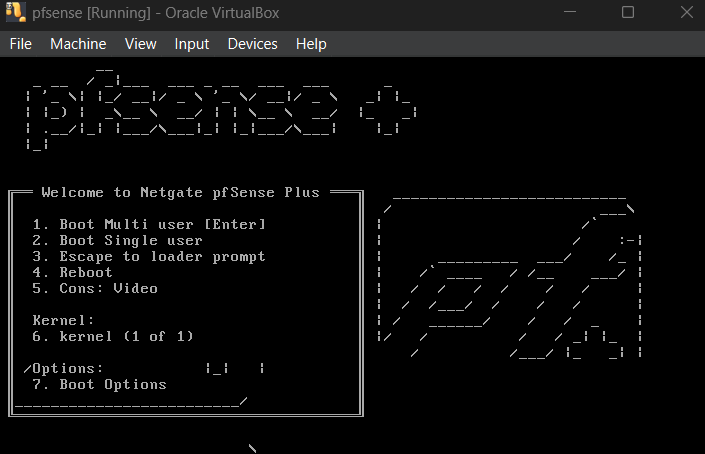 pfsense [Running] - Oracle VirtualBox
File Machine View Input Devices Help
pfsense +
Welcome to Netgate pfSense Plus
1. Boot Multi user [Enter]
2. Boot Single user
3. Escape to loader prompt
4. Reboot
5. Cons: Video
Kernel:
6. kernel (1 of 1)
/Options:
7. Boot Options
pf+